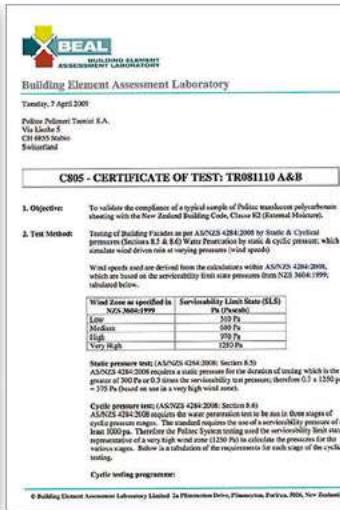 BEAL
BUILDING ELEMENT
ASSESSMENT LABORATORY
Building Element Assessment Laboratory
Tuesday, 7 April 2009
Politec Polimeri Tecnici S.A.
Via Laveggio 5
CH 6855 Stabio
Switzerland
C805 - CERTIFICATE OF TEST: TR081110 A&B
1. Objective: To validate the compliance of a typical sample of Politec translucent polycarbonate
sheeting with the New Zealand Building Code, Clause E2 (External Moisture).
2. Test Method: Testing of Building Facades as per AS/NZS 4284:2008 by Static & Cyclical
pressures (Sections 8.5 & 8.6) Water Penetration by static & cyclic pressure; which
simulate wind driven rain at varying pressures (wind speeds)
Wind speeds used are derived from the calculations within AS/NZS 4284:2008,
which are based on the serviceability limit state pressures from NZS 3604:1999;
tabulated below.
Wind Zone as specified in Serviceability Limit State (SLS)
NZS 3604:1999 Pa (Pascals)
Low
Medium
High
Very High 1250 Pa
Static pressure test; (AS/NZS 4284:2008: Section 8.5)
AS/NZS 4284:2008 requires a static pressure for the duration of testing which is the
greater of 300 Pa or 0.3 times the serviceability test pressure; therefore 0.3 x 1250 pa
= 375 Pa (based on use in a very high wind zone).
Cyclic pressure test; (AS/NZS 4284:2008: Section 8.6)
AS/NZS 4284:2008 requires the water penetration test to be run in three stages of
cyclic pressure ranges. The standard requires the use of a serviceability pressure of at
least 1000pa. Therefore the Politec System testing used the serviceability limit state
representative of a very high wind zone (1250 Pa) to calculate the pressures for the
various stages. Below is a tabulation of the requirements for each stage of the cyclic
testing.
Cyclic testing programme:
© Building Element Assessment Laboratory Limited 2a Plimmerton Drive, Plimmerton, Porirua, 5026, New Zealand